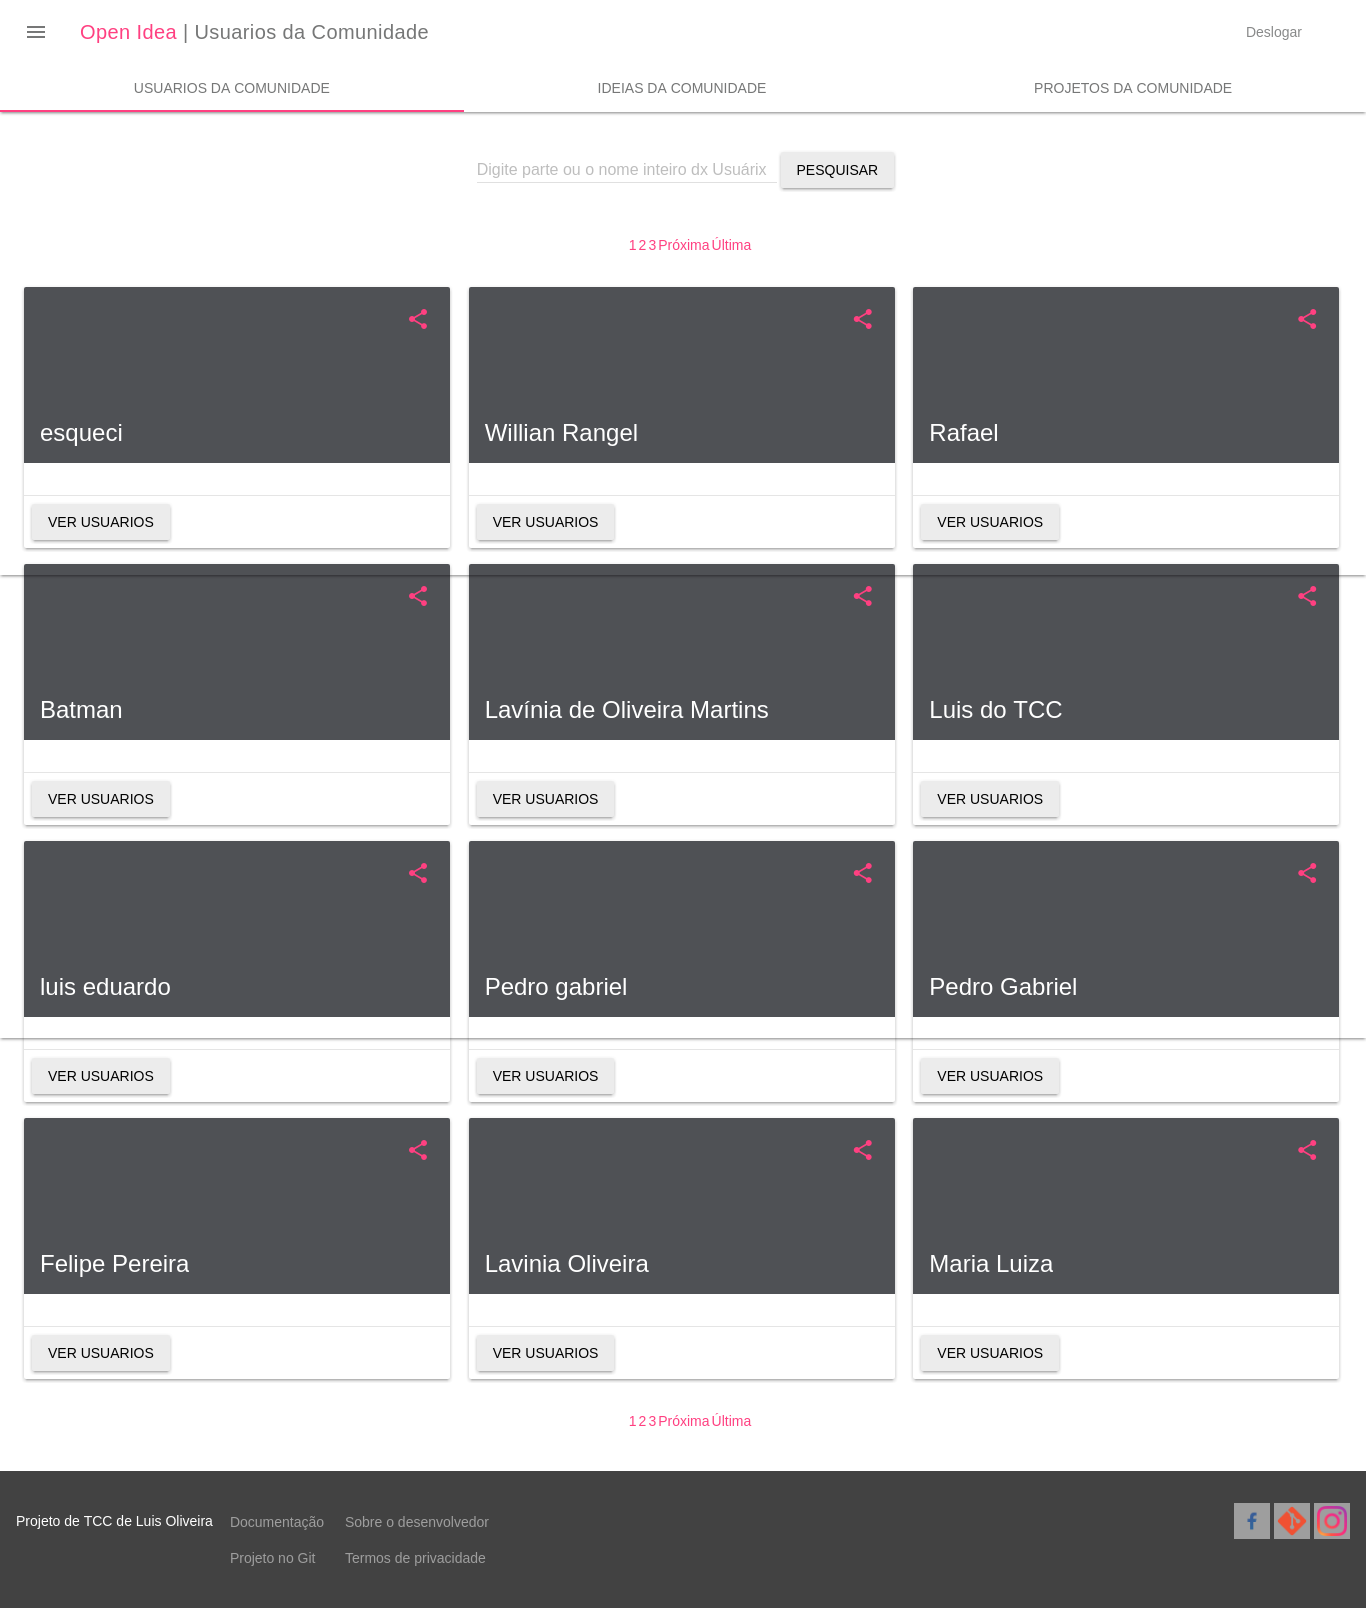 Open Idea | Usuarios da Comunidade
Deslogar
USUARIOS DA COMUNIDADE
IDEIAS DA COMUNIDADE
PROJETOS DA COMUNIDADE
Digite parte ou o nome inteiro dx Usuárix
PESQUISAR
1 2 3 Próxima Última
esqueci
Willian Rangel
Rafael
VER USUARIOS
VER USUARIOS
VER USUARIOS
Batman
Lavínia de Oliveira Martins
Luis do TCC
VER USUARIOS
VER USUARIOS
VER USUARIOS
luis eduardo
Pedro gabriel
Pedro Gabriel
VER USUARIOS
VER USUARIOS
VER USUARIOS
Felipe Pereira
Lavinia Oliveira
Maria Luiza
VER USUARIOS
VER USUARIOS
VER USUARIOS
1 2 3 Próxima Última
Projeto de TCC de Luis Oliveira
Documentação
Sobre o desenvolvedor
Projeto no Git
Termos de privacidade